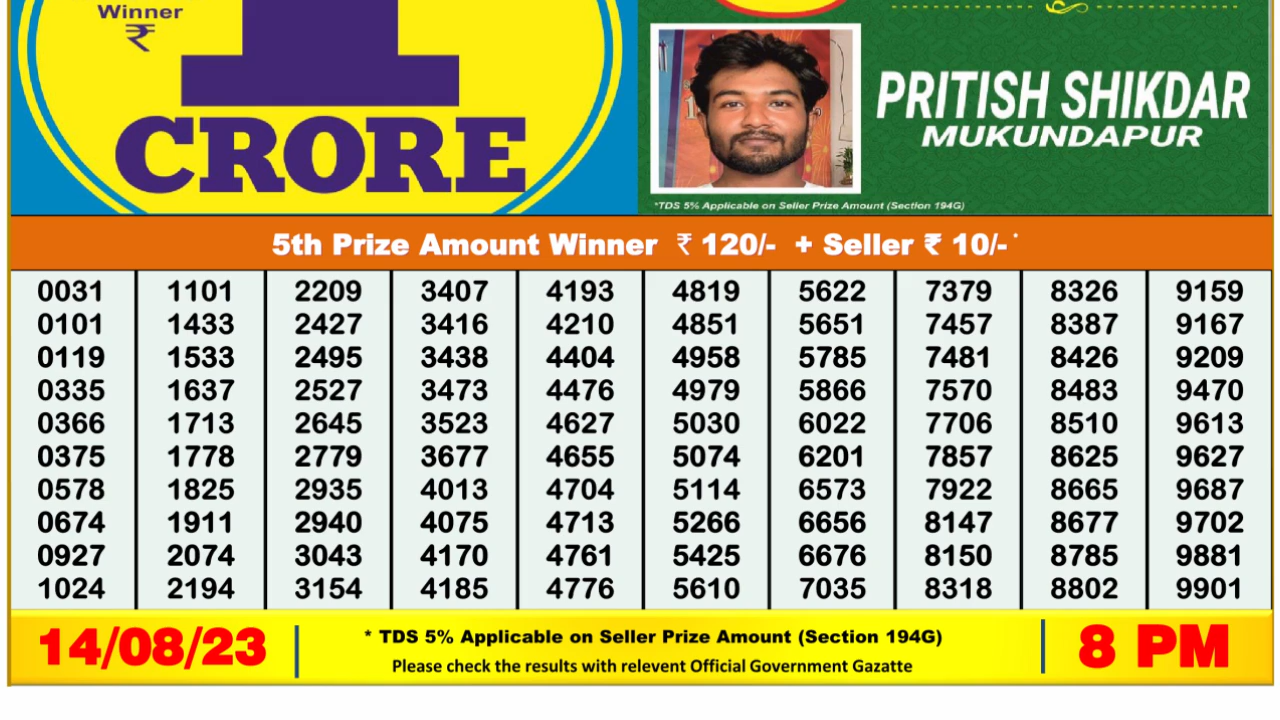 Winner
₹
1
CRORE
PRITISH SHIKDAR
MUKUNDAPUR
*TDS 5% Applicable on Seller Prize Amount (Section 194G)
5th Prize Amount Winner ₹ 120/- + Seller ₹ 10/-*
0031 1101 2209 3407 4193 4819 5622 7379 8326 9159
0101 1433 2427 3416 4210 4851 5651 7457 8387 9167
0119 1533 2495 3438 4404 4958 5785 7481 8426 9209
0335 1637 2527 3473 4476 4979 5866 7570 8483 9470
0366 1713 2645 3523 4627 5030 6022 7706 8510 9613
0375 1778 2779 3677 4655 5074 6201 7857 8625 9627
0578 1825 2935 4013 4704 5114 6573 7922 8665 9687
0674 1911 2940 4075 4713 5266 6656 8147 8677 9702
0927 2074 3043 4170 4761 5425 6676 8150 8785 9881
1024 2194 3154 4185 4776 5610 7035 8318 8802 9901
14/08/23
* TDS 5% Applicable on Seller Prize Amount (Section 194G)
Please check the results with relevent Official Government Gazatte
8 PM